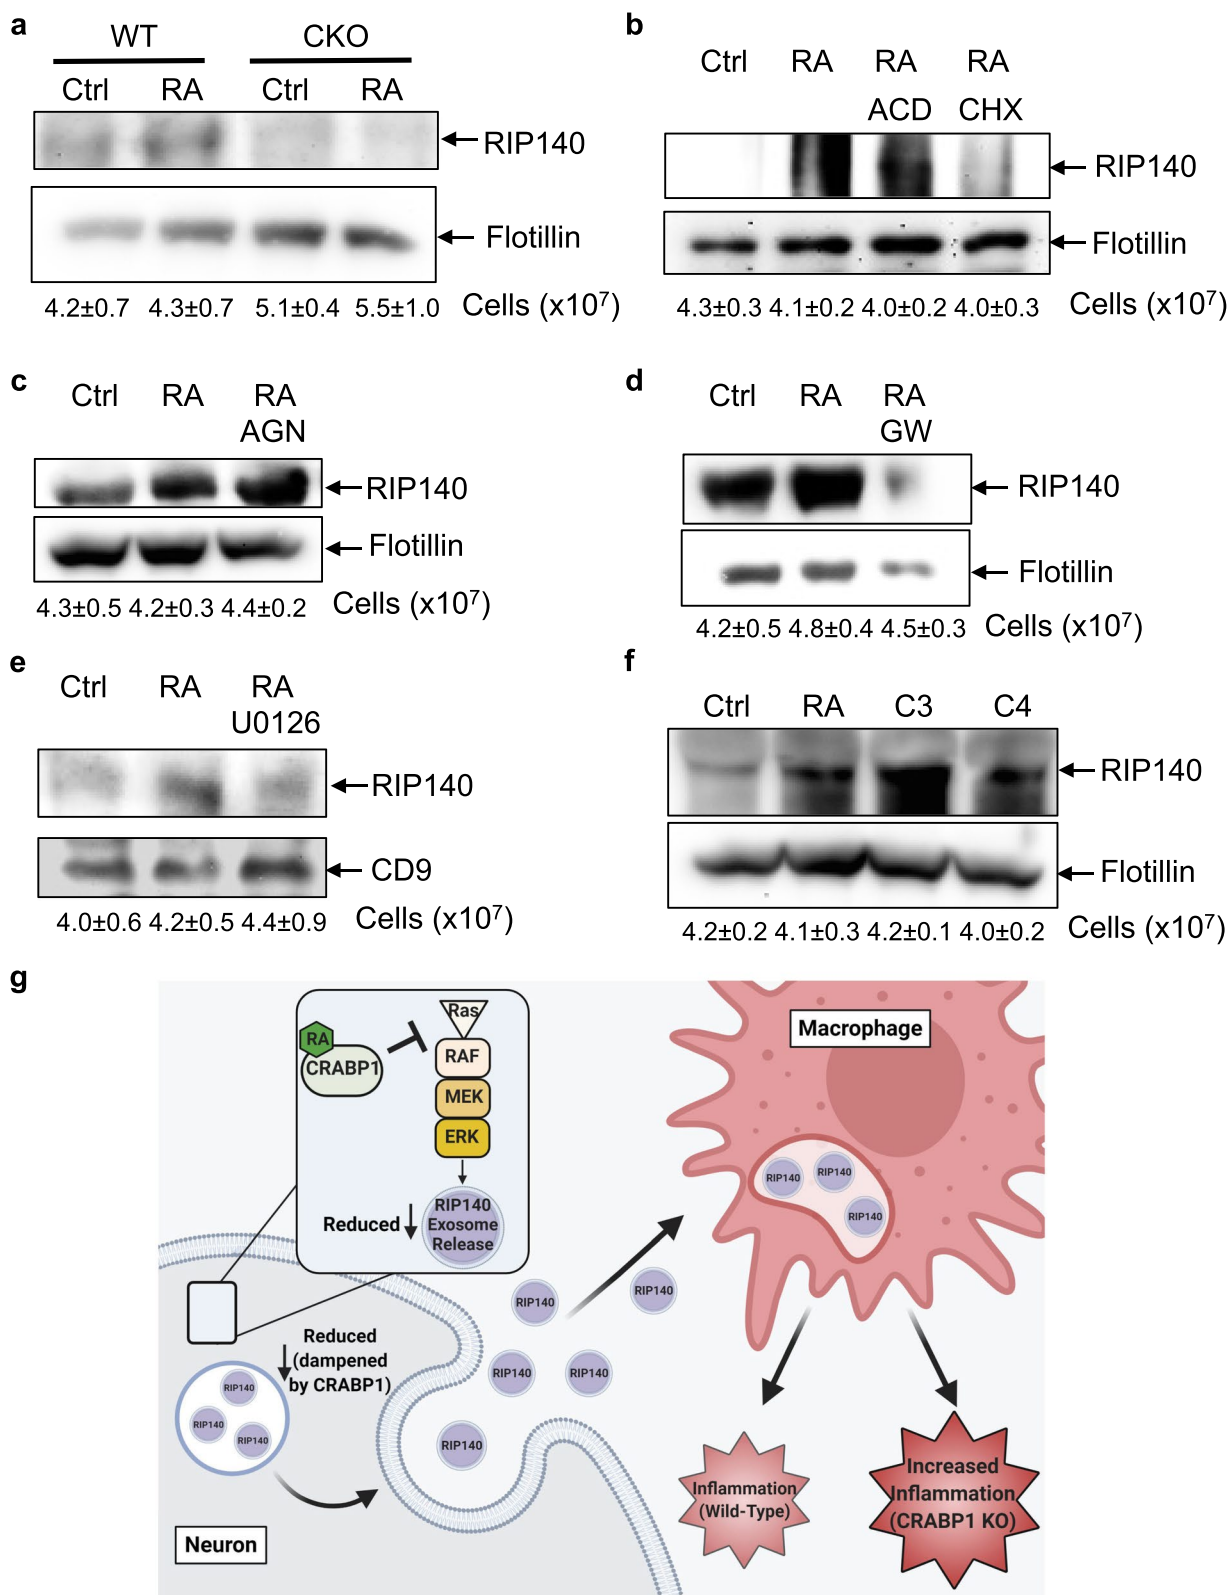 a
WT CKO
Ctrl RA Ctrl RA
RIP140
Flotillin
4.2±0.7 4.3±0.7 5.1±0.4 5.5±1.0 Cells (x10⁷)
b
Ctrl RA RA RA
ACD CHX
RIP140
Flotillin
4.3±0.3 4.1±0.2 4.0±0.2 4.0±0.3 Cells (x10⁷)
c
Ctrl RA RA
AGN
RIP140
Flotillin
4.3±0.5 4.2±0.3 4.4±0.2 Cells (x10⁷)
d
Ctrl RA RA
GW
RIP140
Flotillin
4.2±0.5 4.8±0.4 4.5±0.3 Cells (x10⁷)
e
Ctrl RA RA
U0126
RIP140
CD9
4.0±0.6 4.2±0.5 4.4±0.9 Cells (x10⁷)
f
Ctrl RA C3 C4
RIP140
Flotillin
4.2±0.2 4.1±0.3 4.2±0.1 4.0±0.2 Cells (x10⁷)
g
RA
CRABP1
Ras
RAF
MEK
ERK
Reduced
RIP140
Exosome
Release
Macrophage
RIP140
RIP140
RIP140
RIP140
RIP140
RIP140
RIP140
RIP140
Reduced
(dampened
by CRABP1)
RIP140
RIP140
RIP140
Neuron
Inflammation
(Wild-Type)
Increased
Inflammation
(CRABP1 KO)